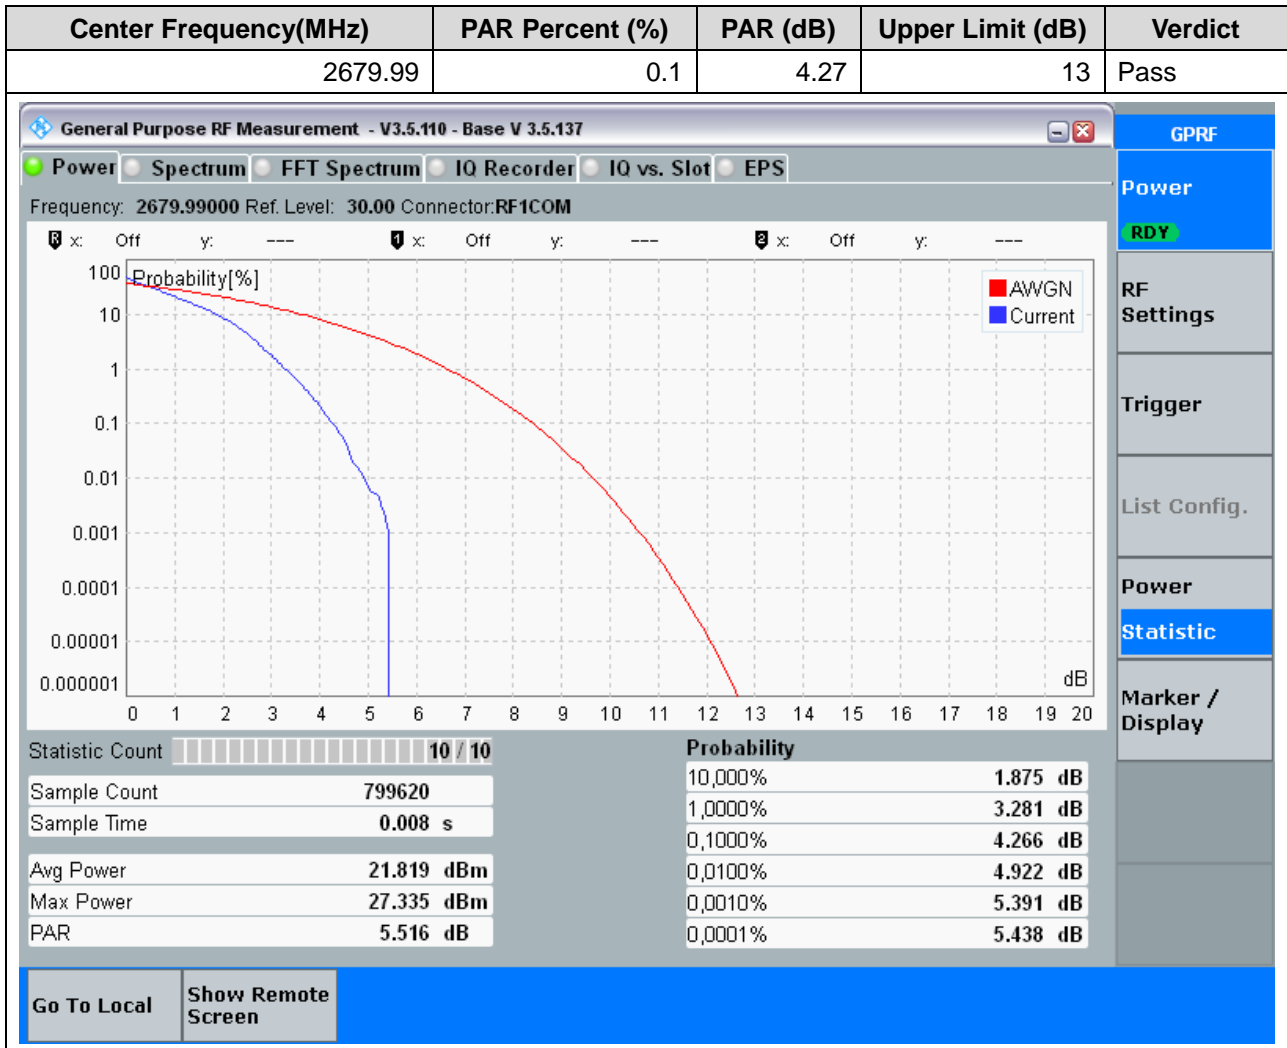 Center Frequency(MHz) PAR Percent (%) PAR (dB) Upper Limit (dB) Verdict
2679.99 0.1 4.27 13 Pass
General Purpose RF Measurement - V3.5.110 - Base V 3.5.137
GPRF
Power Spectrum FFT Spectrum IQ Recorder IQ vs. Slot EPS
Frequency: 2679.99000 Ref. Level: 30.00 Connector:RF1COM
R x: Off y: --- 1 x: Off y: --- 2 x: Off y: ---
Probability[%]
AWGN
Current
100
10
1
0.1
0.01
0.001
0.0001
0.00001
0.000001
dB
0 1 2 3 4 5 6 7 8 9 10 11 12 13 14 15 16 17 18 19 20
Statistic Count 10 / 10
Sample Count 799620
Sample Time 0.008 s
Avg Power 21.819 dBm
Max Power 27.335 dBm
PAR 5.516 dB
Probability
10,000% 1.875 dB
1,0000% 3.281 dB
0,1000% 4.266 dB
0,0100% 4.922 dB
0,0010% 5.391 dB
0,0001% 5.438 dB
Power
RDY
RF
Settings
Trigger
List Config.
Power
Statistic
Marker /
Display
Go To Local
Show Remote
Screen